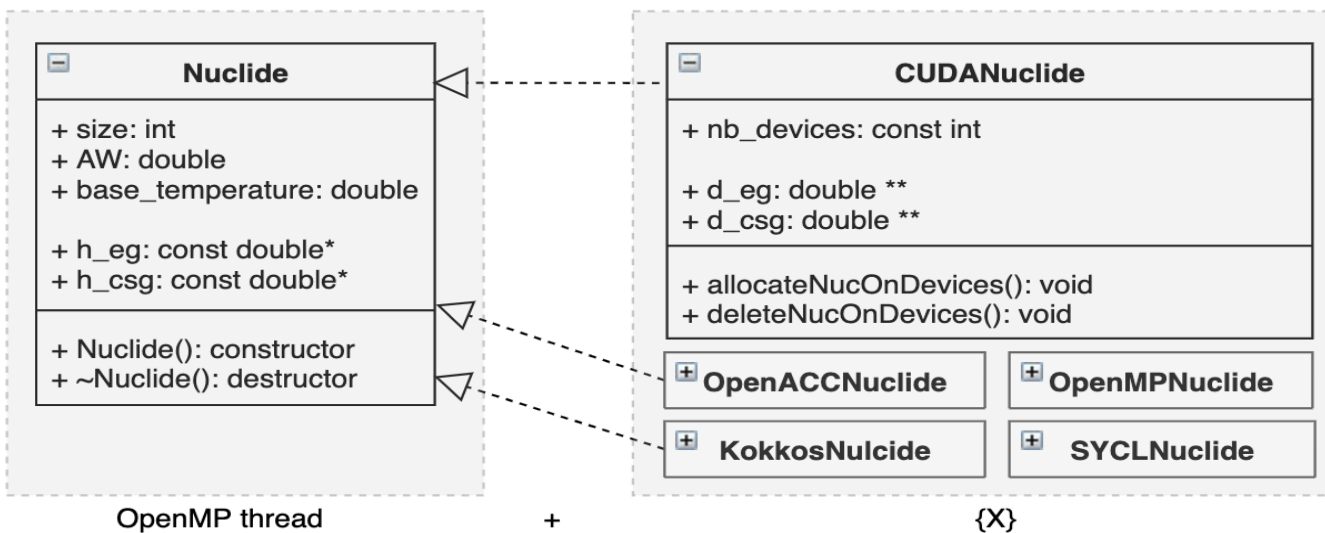 Nuclide
+ size: int
+ AW: double
+ base_temperature: double
+ h_eg: const double*
+ h_csg: const double*
+ Nuclide(): constructor
+ ~Nuclide(): destructor
CUDANuclide
+ nb_devices: const int
+ d_eg: double **
+ d_csg: double **
+ allocateNucOnDevices(): void
+ deleteNucOnDevices(): void
OpenACCNuclide
OpenMPNuclide
KokkosNulcide
SYCLNuclide
OpenMP thread + {X}